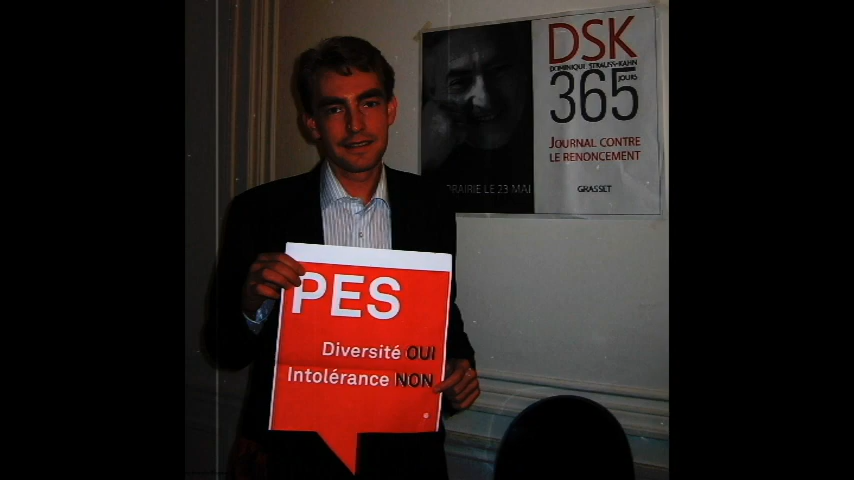 DSK
DOMINIQUE STRAUSS-KAHN
365
JOURS
JOURNAL CONTRE
LE RENONCEMENT
LE 23 MAI
GRASSET
PES
Diversité OUI
Intolérance NON